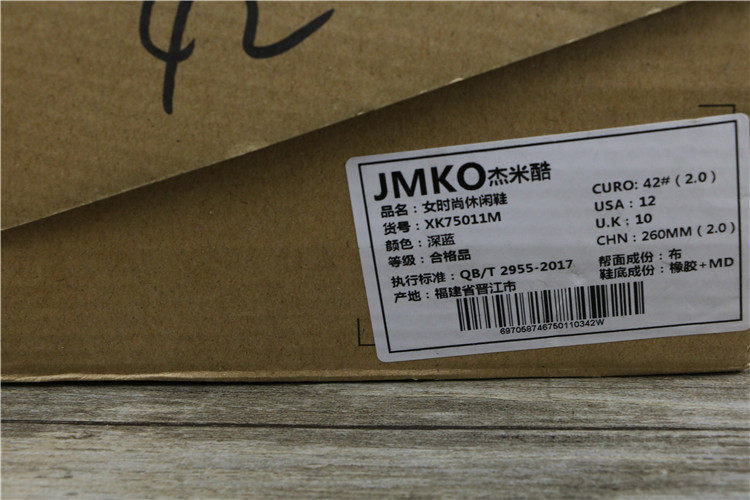 42
JMKO杰米酷
品名：女时尚休闲鞋
货号：XK75011M
颜色：深蓝
等级：合格品
执行标准：QB/T 2955-2017
产地：福建省晋江市
CURO: 42#（2.0）
USA：12
U.K：10
CHN：260MM（2.0）
帮面成份：布
鞋底成份：橡胶+MD
697058746750110342W